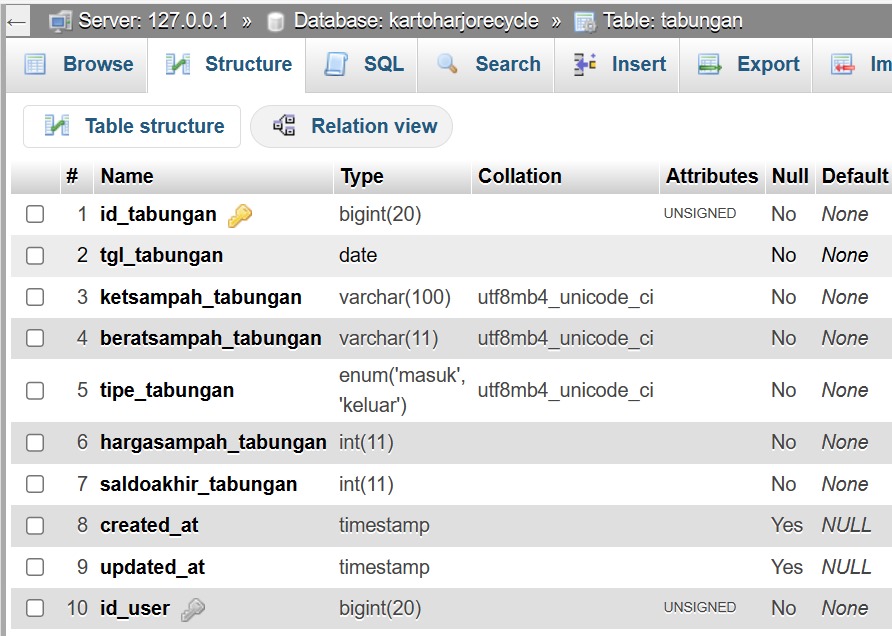 Server: 127.0.0.1 » Database: kartoharjorecycle » Table: tabungan
Browse Structure SQL Search Insert Export Im
Table structure Relation view
# Name Type Collation Attributes Null Default
1 id_tabungan bigint(20) UNSIGNED No None
2 tgl_tabungan date No None
3 ketsampah_tabungan varchar(100) utf8mb4_unicode_ci No None
4 beratsampah_tabungan varchar(11) utf8mb4_unicode_ci No None
5 tipe_tabungan enum('masuk', 'keluar') utf8mb4_unicode_ci No None
6 hargasampah_tabungan int(11) No None
7 saldoakhir_tabungan int(11) No None
8 created_at timestamp Yes NULL
9 updated_at timestamp Yes NULL
10 id_user bigint(20) UNSIGNED No None